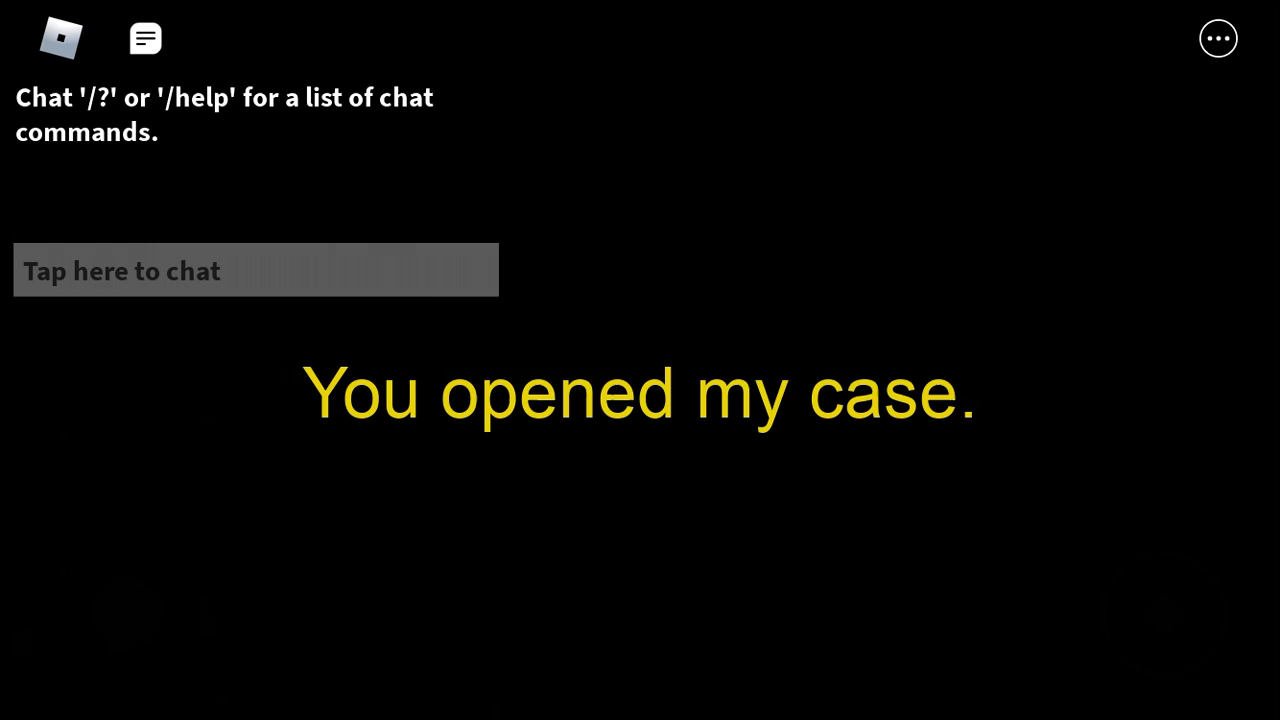 Chat '/?' or '/help' for a list of chat
commands.
Tap here to chat
You opened my case.